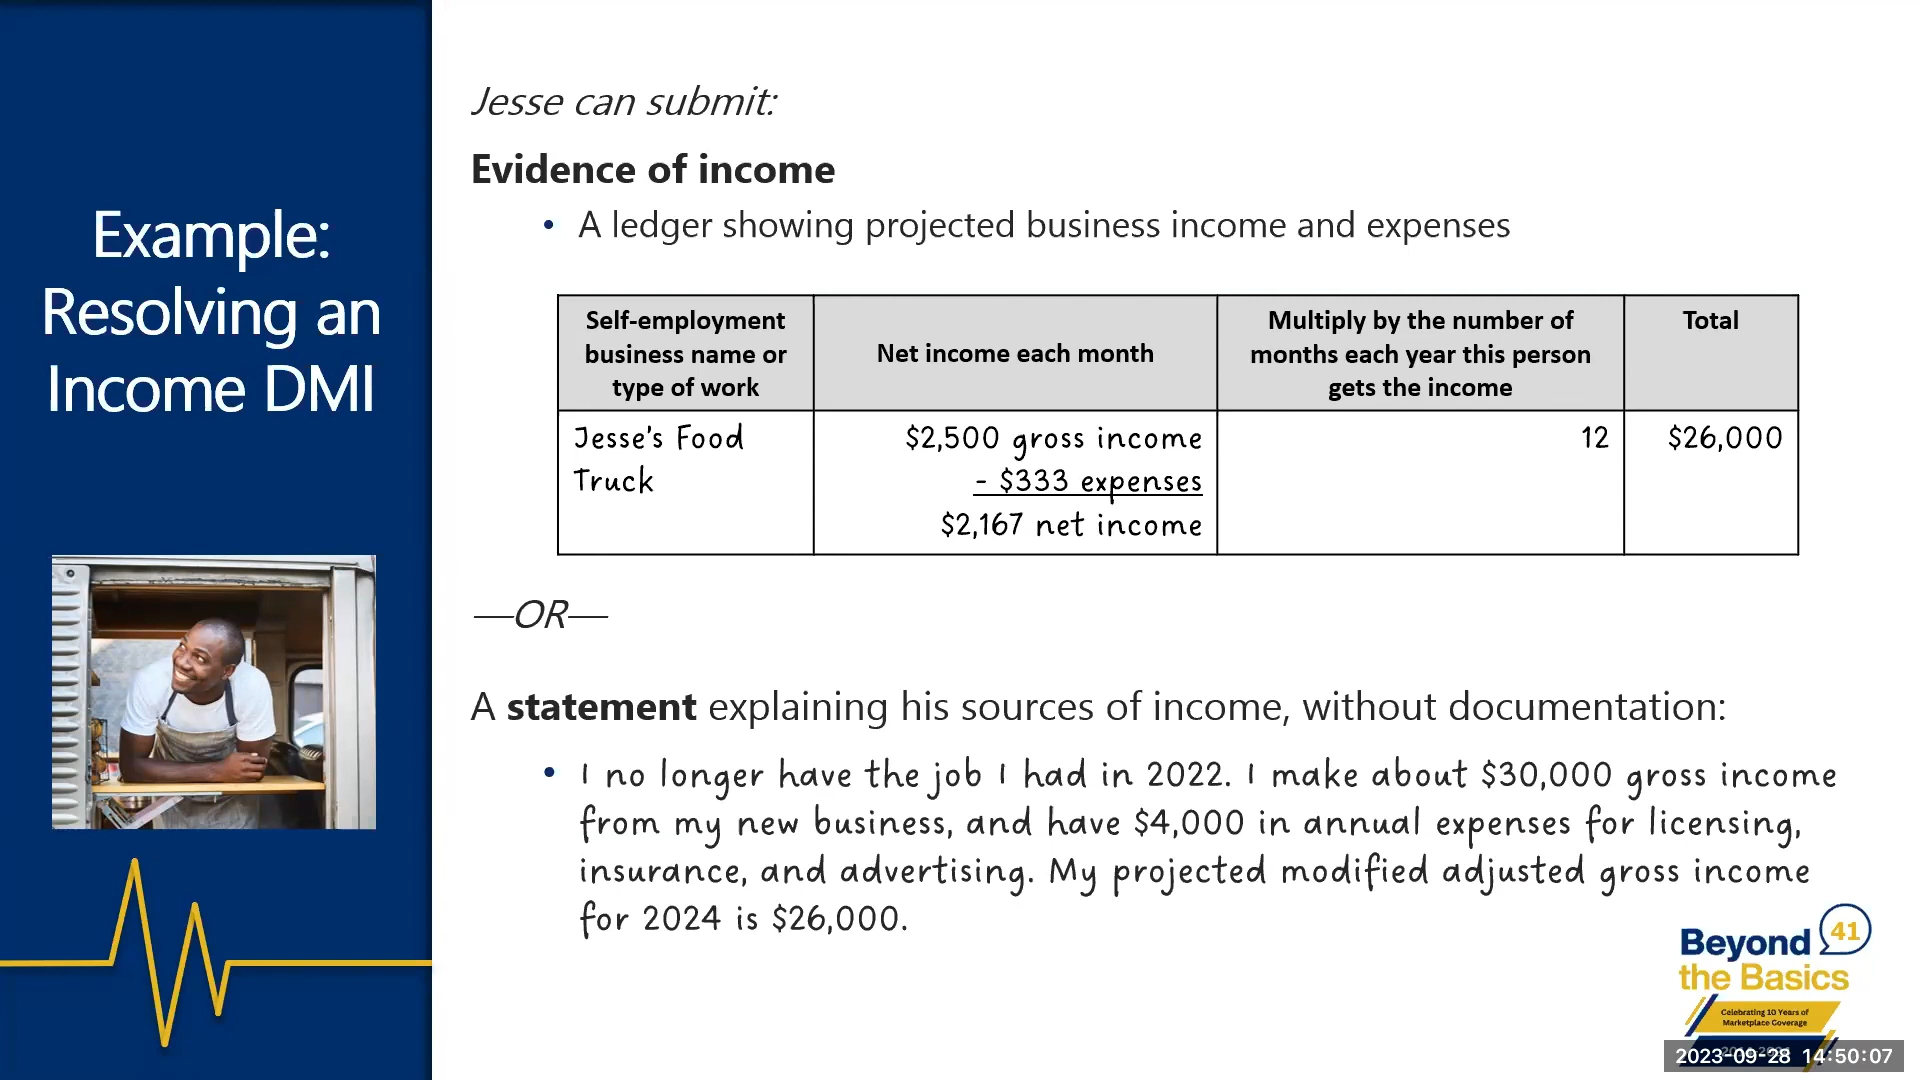 Example:
Resolving an
Income DMI
Jesse can submit:
Evidence of income
• A ledger showing projected business income and expenses
Self-employment
business name or
type of work
Net income each month
Multiply by the number of
months each year this person
gets the income
Total
Jesse's Food
Truck
$2,500 gross income
- $333 expenses
$2,167 net income
12
$26,000
—OR—
A statement explaining his sources of income, without documentation:
• I no longer have the job I had in 2022. I make about $30,000 gross income
from my new business, and have $4,000 in annual expenses for licensing,
insurance, and advertising. My projected modified adjusted gross income
for 2024 is $26,000.
41
Beyond
the Basics
Celebrating 10 Years of
Marketplace Coverage
2023-09-28 14:50:07